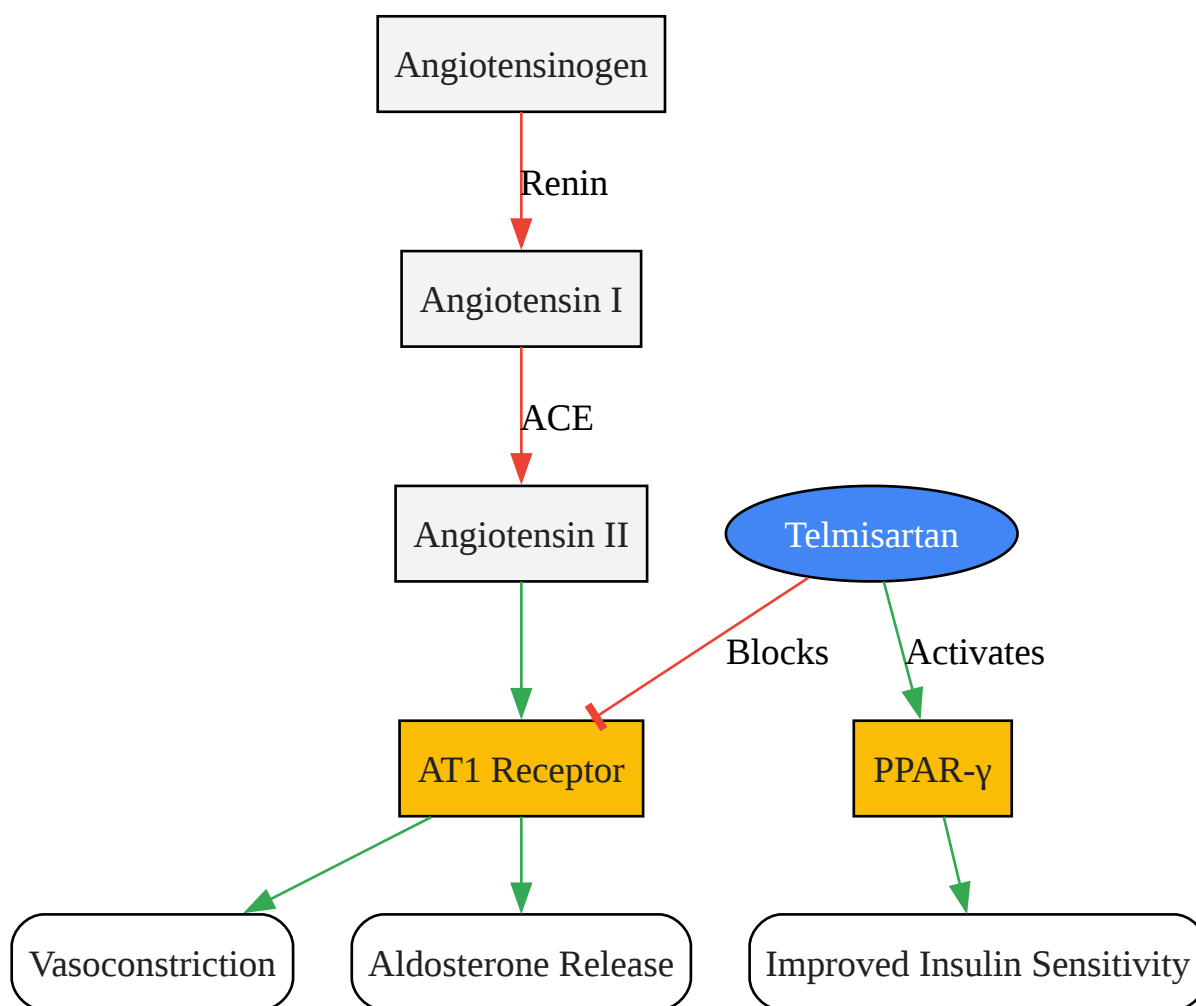 Angiotensinogen
Renin
Angiotensin I
ACE
Angiotensin II
Telmisartan
Blocks
Activates
AT1 Receptor
PPAR-γ
Vasoconstriction
Aldosterone Release
Improved Insulin Sensitivity